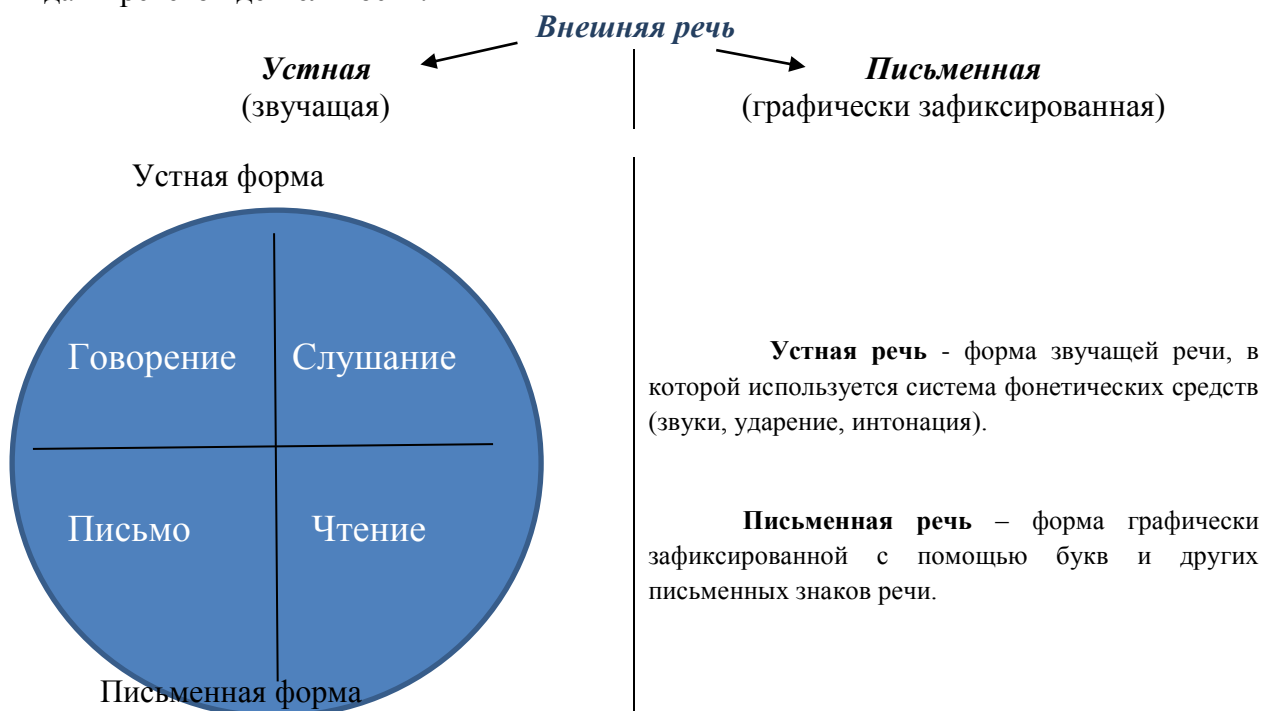 Внешняя речь
Устная
(звучащая)
Письменная
(графически зафиксированная)
Устная форма
Говорение
Слушание
Письмо
Чтение
Письменная форма
Устная речь - форма звучащей речи, в
которой используется система фонетических средств
(звуки, ударение, интонация).
Письменная речь – форма графически
зафиксированной с помощью букв и других
письменных знаков речи.